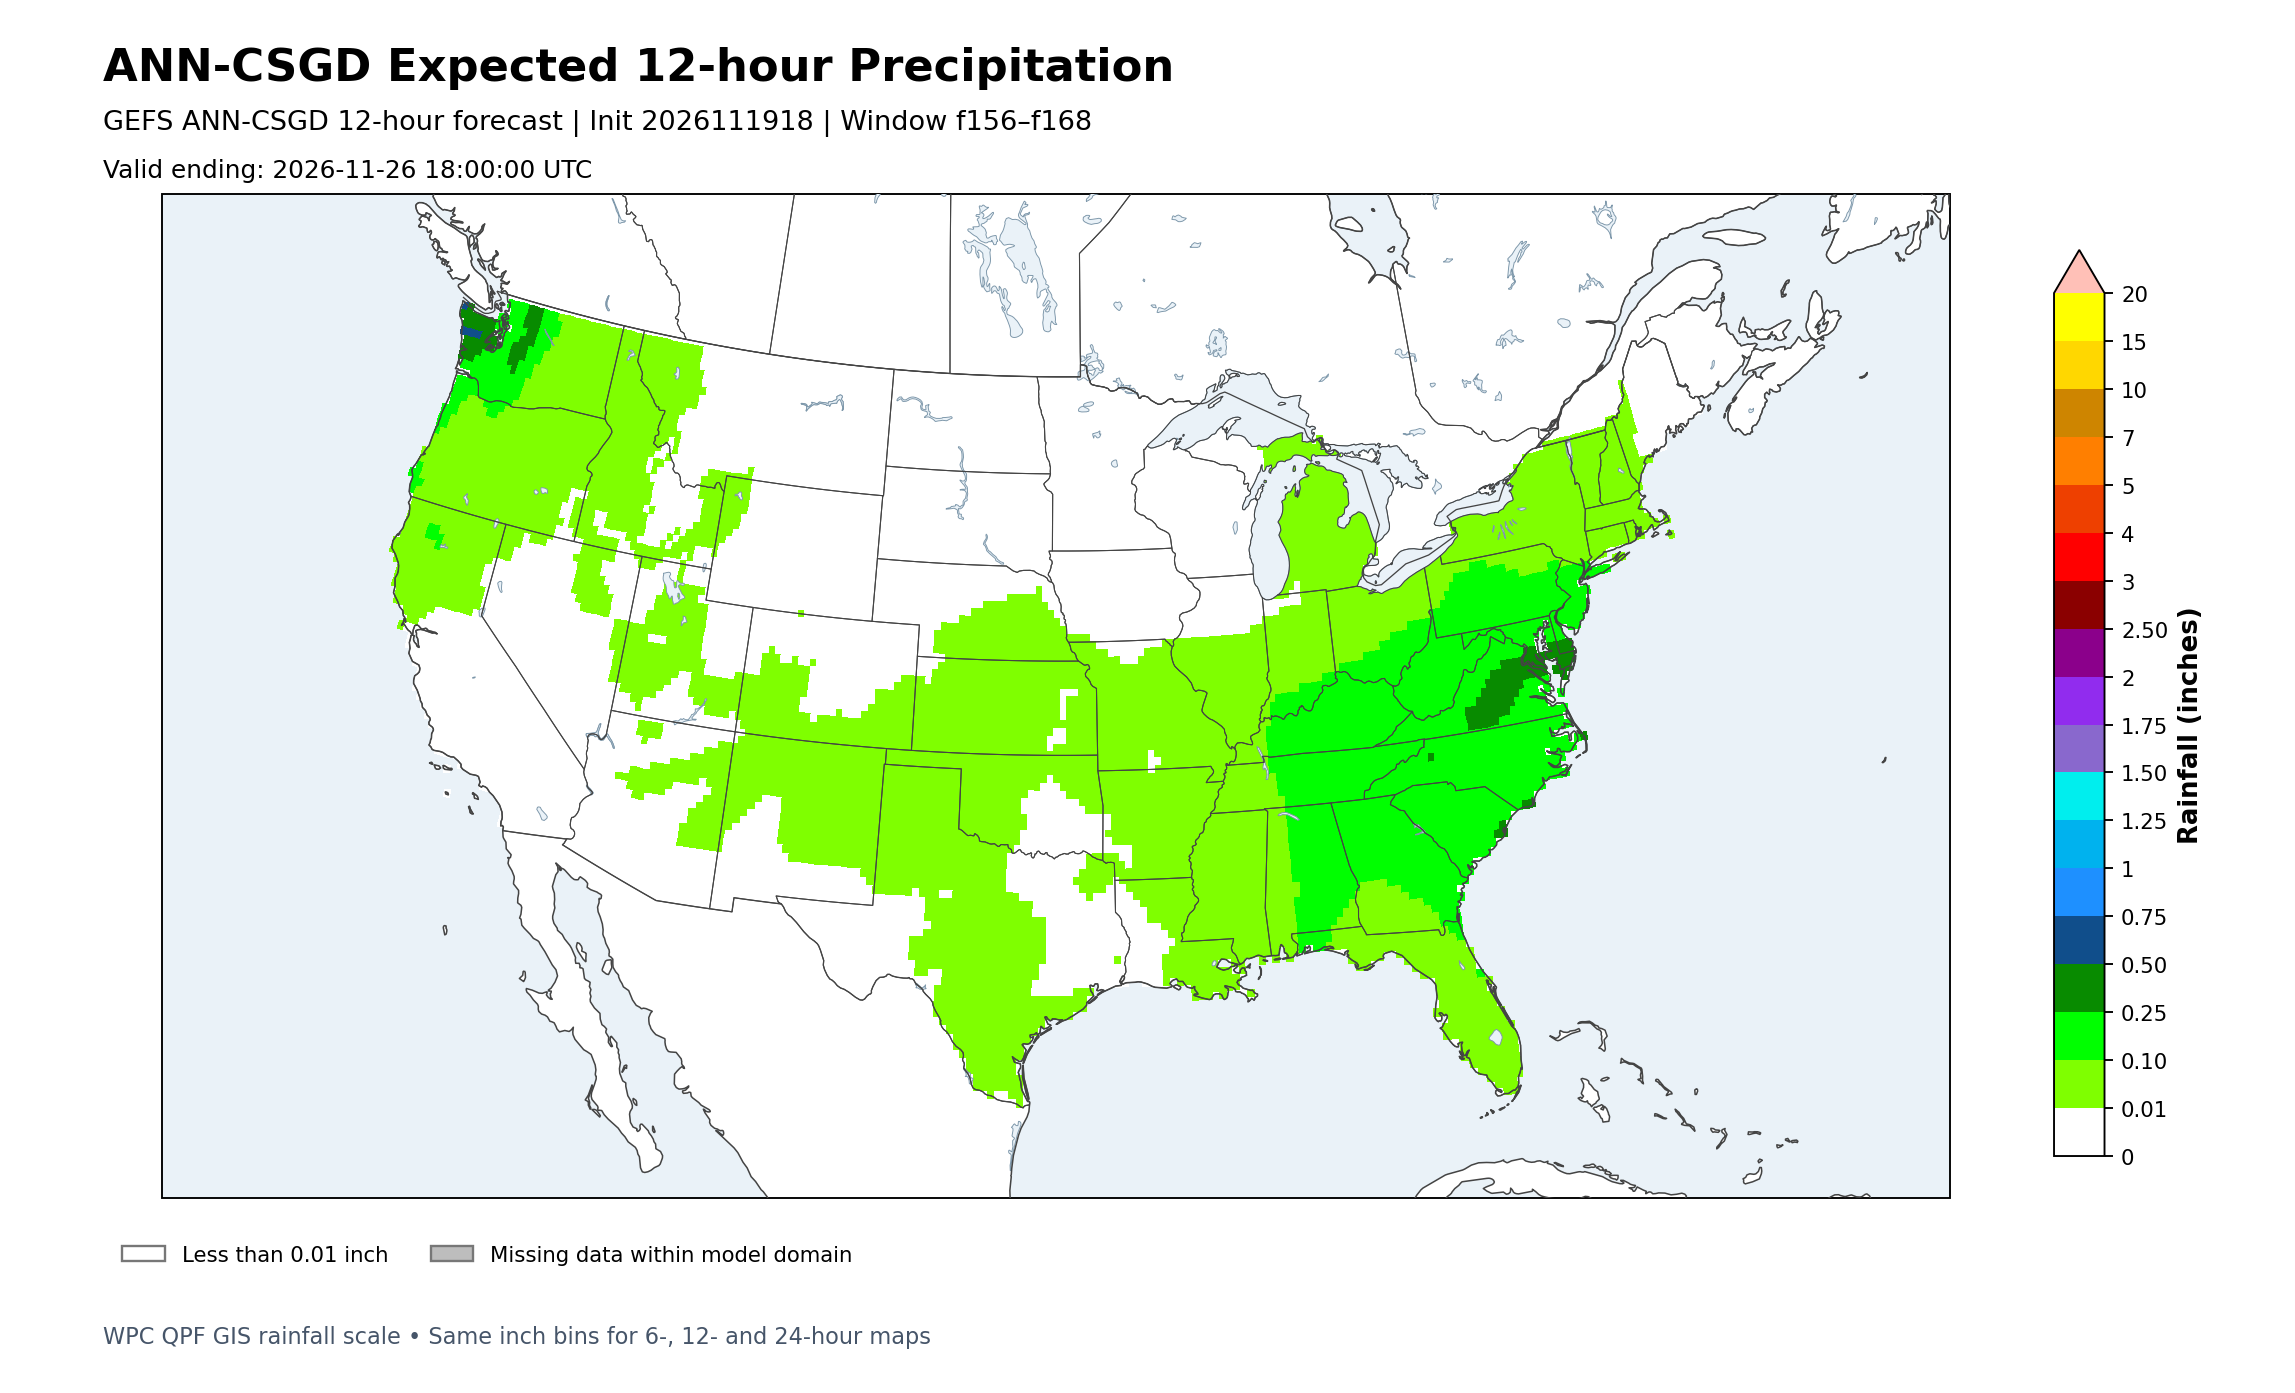 ANN-CSGD Expected 12-hour Precipitation
GEFS ANN-CSGD 12-hour forecast | Init 2026111918 | Window f156–f168
Valid ending: 2026-11-26 18:00:00 UTC
20
15
10
7
5
4
3
2.50
2
1.75
1.50
1.25
1
0.75
0.50
0.25
0.10
0.01
0
Rainfall (inches)
Less than 0.01 inch
Missing data within model domain
WPC QPF GIS rainfall scale • Same inch bins for 6-, 12- and 24-hour maps